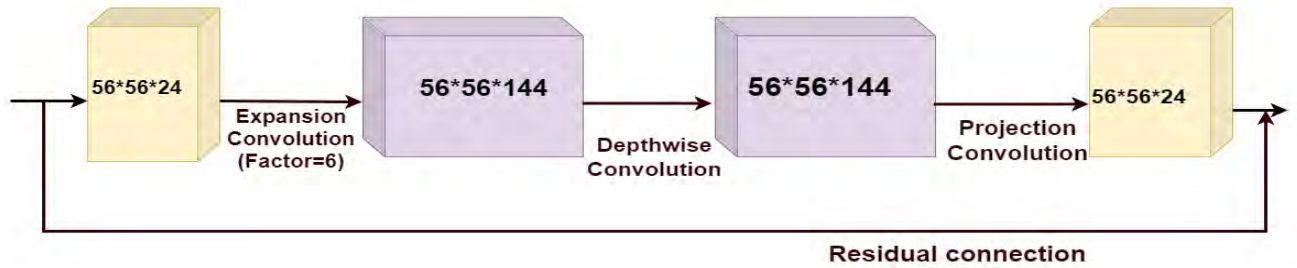 56*56*24
Expansion
Convolution
(Factor=6)
56*56*144
Depthwise
Convolution
56*56*144
Projection
Convolution
56*56*24
Residual connection